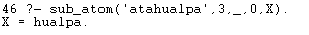 46 ?- sub_atom('atahualpa',3,_,0,X).
X = hualpa.